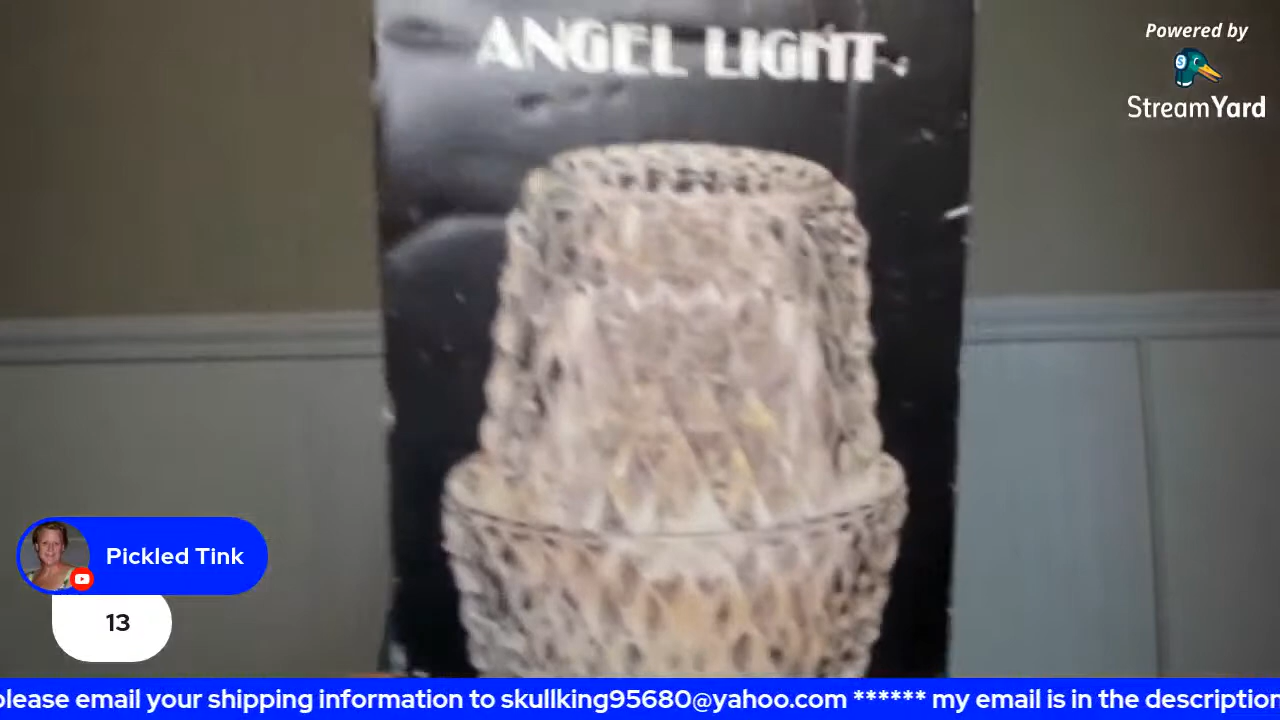 ANGEL LIGHT
Powered by
StreamYard
Pickled Tink
13
please email your shipping information to skullking95680@yahoo.com ****** my email is in the description